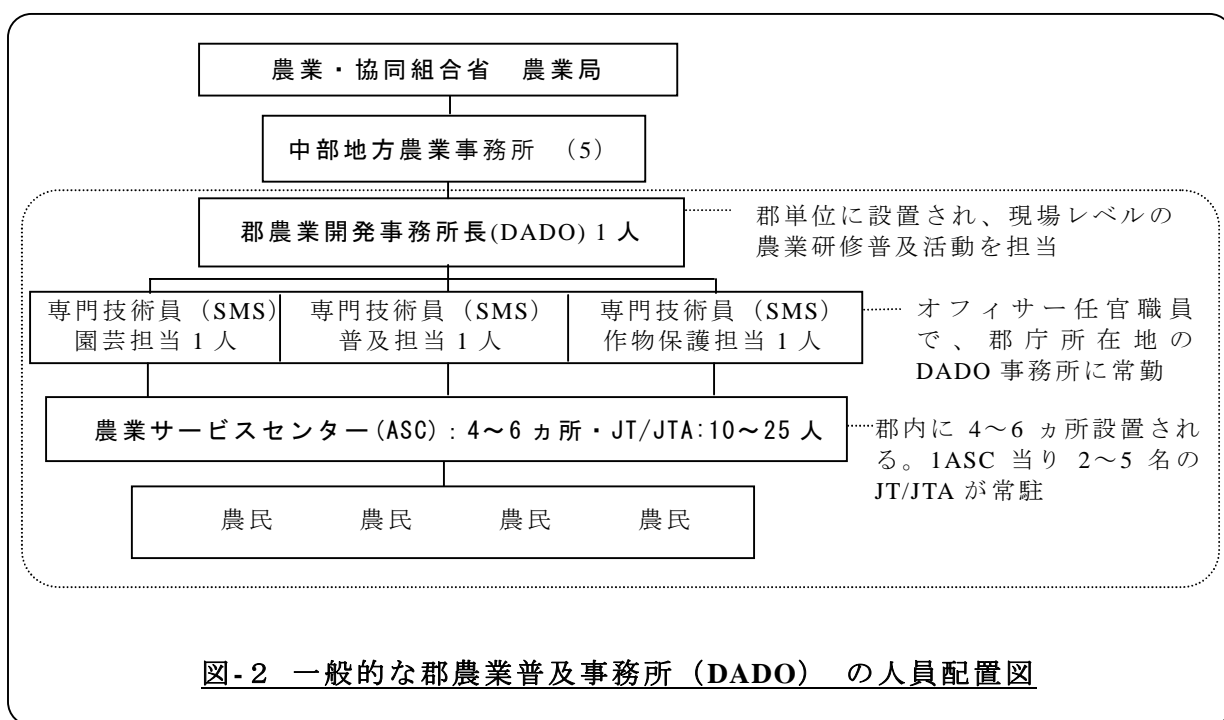 農業・協同組合省　農業局
中部地方農業事務所　（5）
郡農業開発事務所長(DADO) 1 人
郡単位に設置され、現場レベルの
農業研修普及活動を担当
専門技術員（SMS）
園芸担当 1 人
専門技術員（SMS）
普及担当 1 人
専門技術員（SMS）
作物保護担当 1 人
オフィサー任官職員
で、郡庁所在地の
DADO 事務所に常勤
農業サービスセンター(ASC)：4～6 ヵ所・JT/JTA:10～25 人
郡内に 4～6 ヵ所設置され
る。1ASC 当り 2～5 名の
JT/JTA が常駐
農民　農民　農民　農民
図-２ 一般的な郡農業普及事務所（DADO） の人員配置図